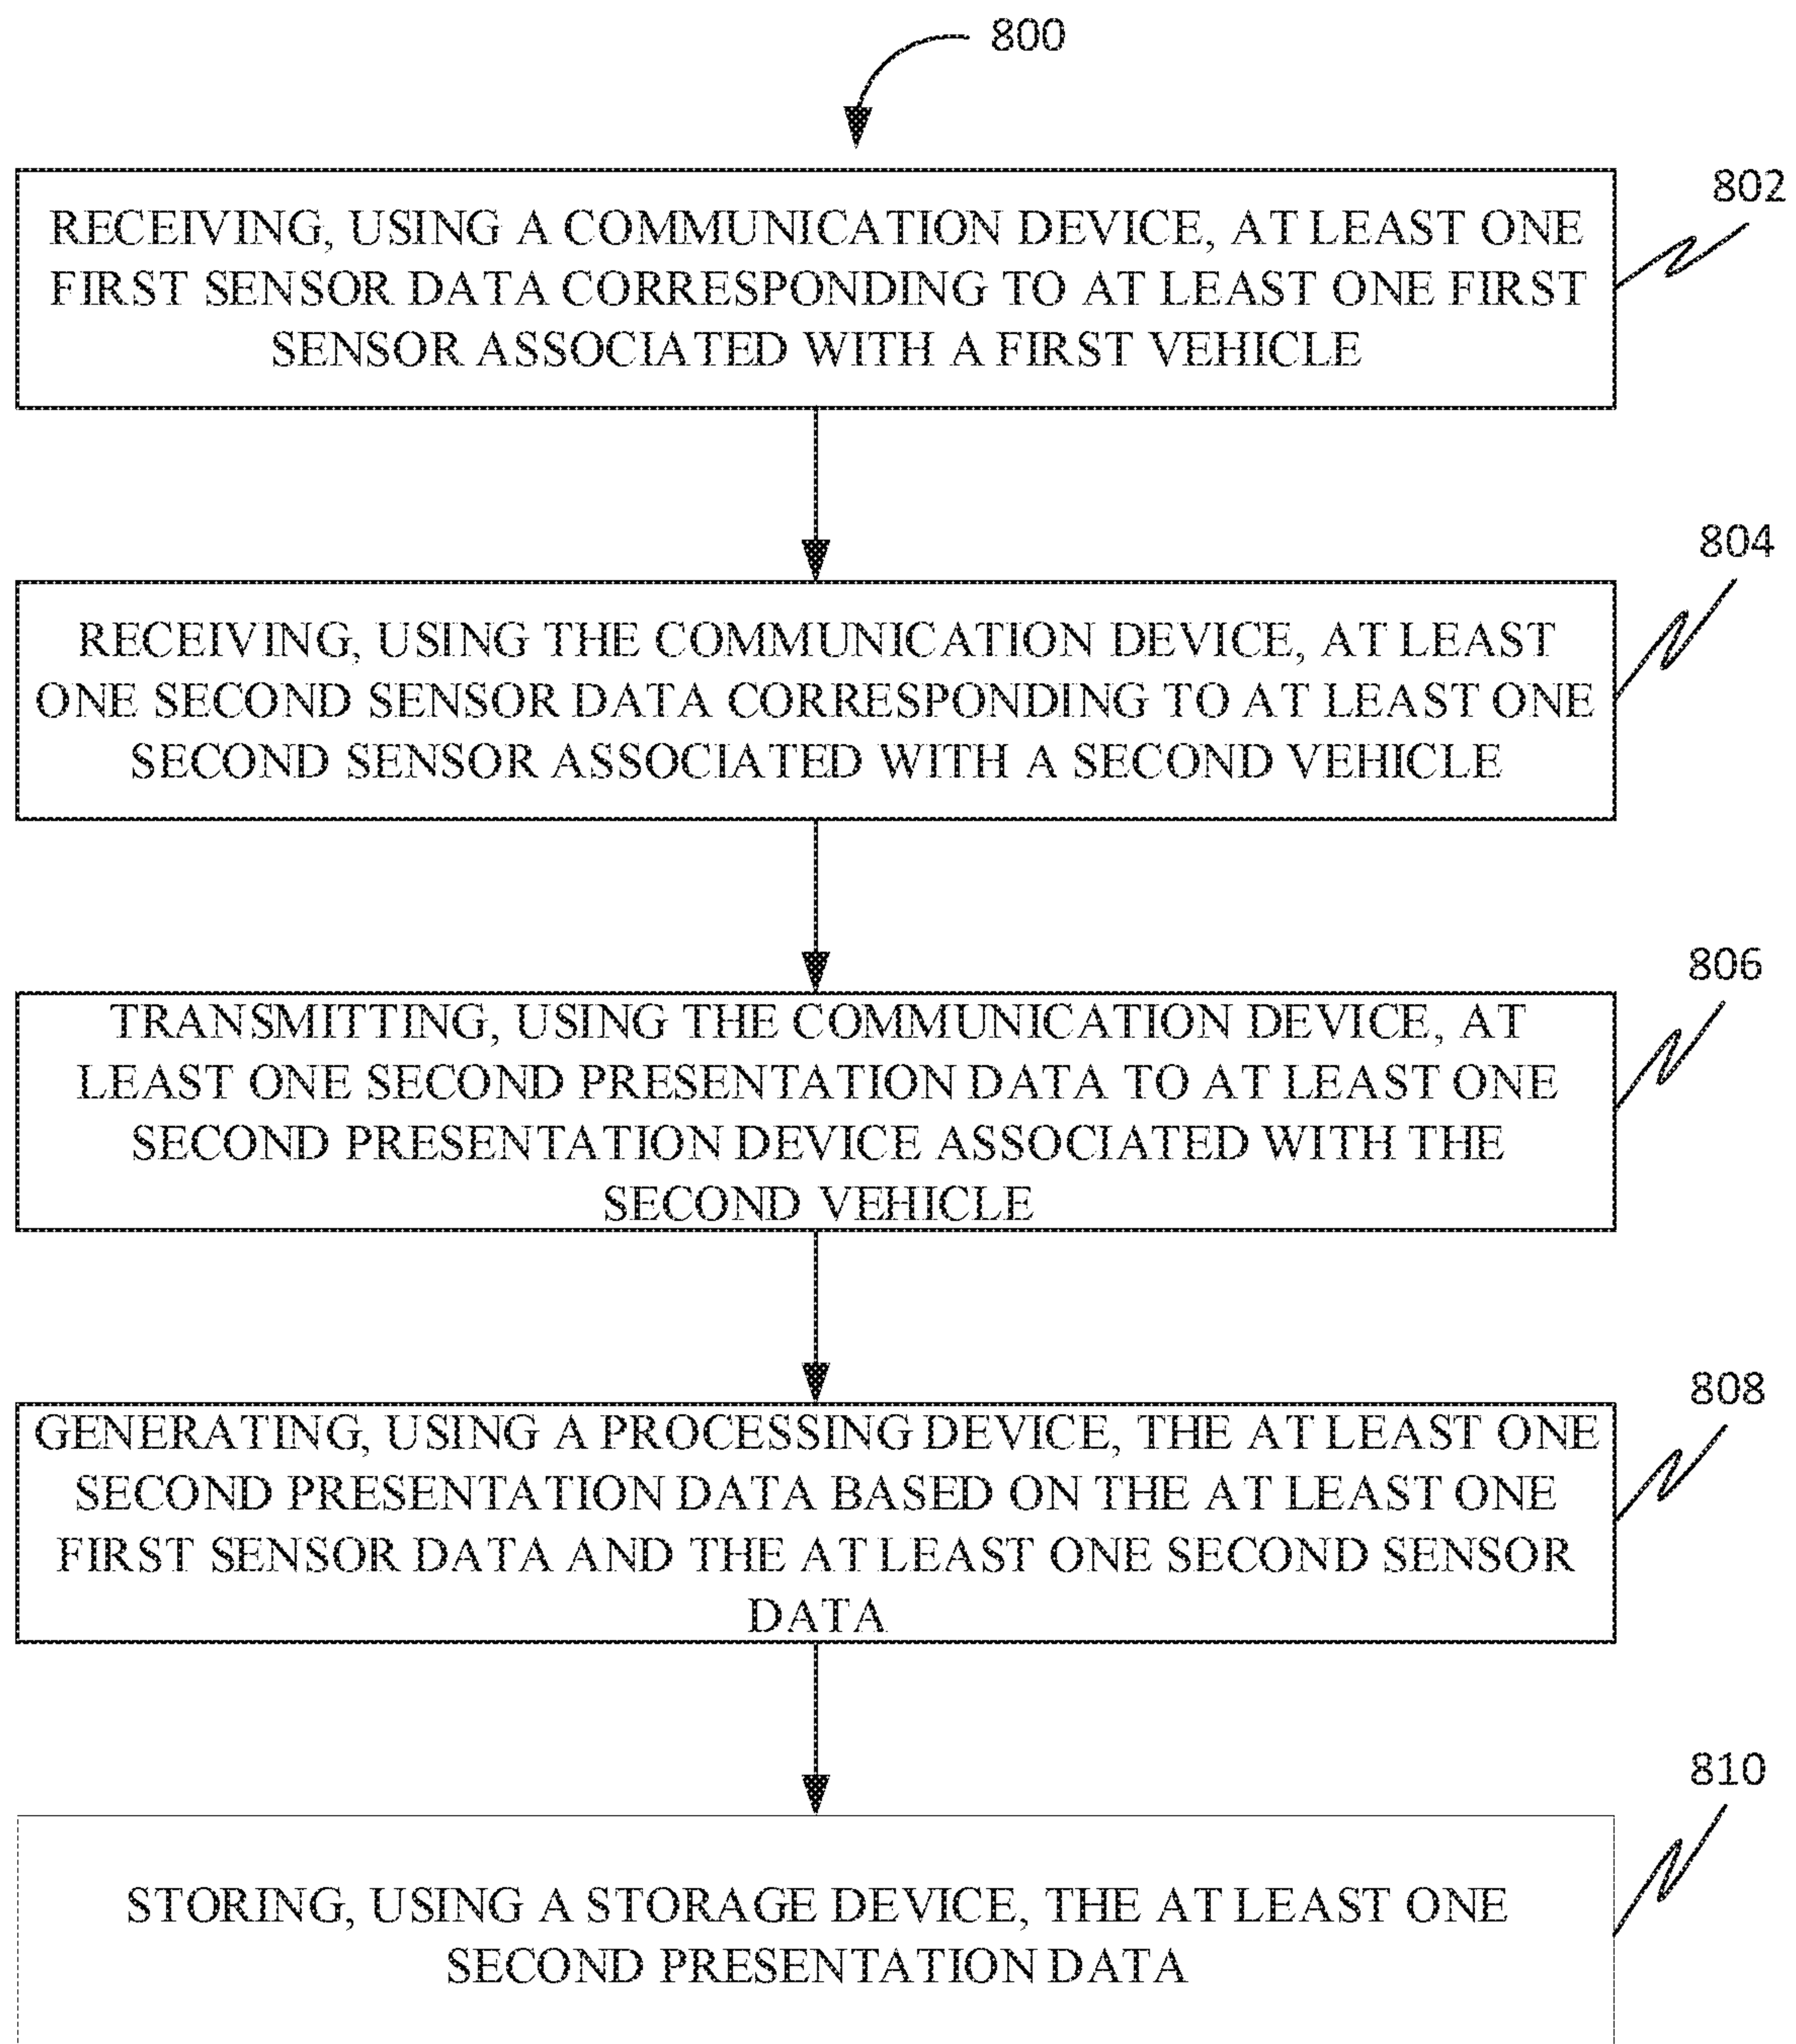 800
802
RECEIVING, USING A COMMUNICATION DEVICE, AT LEAST ONE
FIRST SENSOR DATA CORRESPONDING TO AT LEAST ONE FIRST
SENSOR ASSOCIATED WITH A FIRST VEHICLE
804
RECEIVING, USING THE COMMUNICATION DEVICE, AT LEAST
ONE SECOND SENSOR DATA CORRESPONDING TO AT LEAST ONE
SECOND SENSOR ASSOCIATED WITH A SECOND VEHICLE
806
TRANSMITTING, USING THE COMMUNICATION DEVICE, AT
LEAST ONE SECOND PRESENTATION DATA TO AT LEAST ONE
SECOND PRESENTATION DEVICE ASSOCIATED WITH THE
SECOND VEHICLE
808
GENERATING, USING A PROCESSING DEVICE, THE AT LEAST ONE
SECOND PRESENTATION DATA BASED ON THE AT LEAST ONE
FIRST SENSOR DATA AND THE AT LEAST ONE SECOND SENSOR
DATA
810
STORING, USING A STORAGE DEVICE, THE AT LEAST ONE
SECOND PRESENTATION DATA